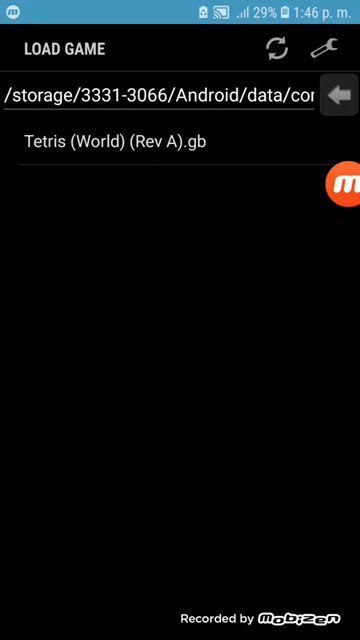 29% 1:46 p. m.
LOAD GAME
/storage/3331-3066/Android/data/cor
Tetris (World) (Rev A).gb
Recorded by mobizen